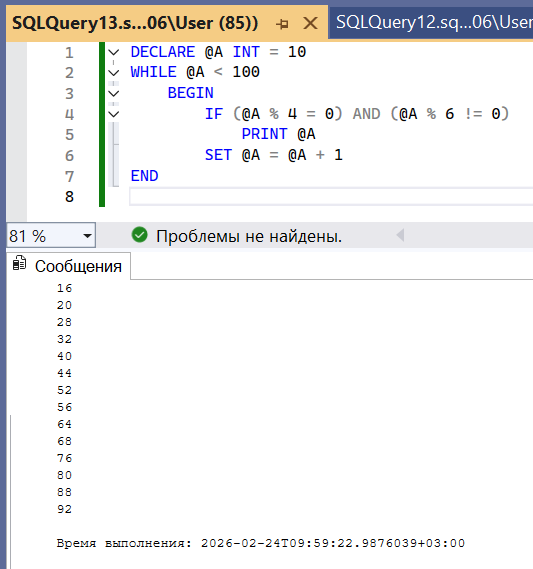 SQLQuery13.s...06\User (85))
SQLQuery12.sq...06\User
1 DECLARE @A INT = 10
2 WHILE @A < 100
3 BEGIN
4 IF (@A % 4 = 0) AND (@A % 6 != 0)
5 PRINT @A
6 SET @A = @A + 1
7 END
8
81 %
Проблемы не найдены.
Сообщения
16
20
28
32
40
44
52
56
64
68
76
80
88
92
Время выполнения: 2026-02-24T09:59:22.9876039+03:00